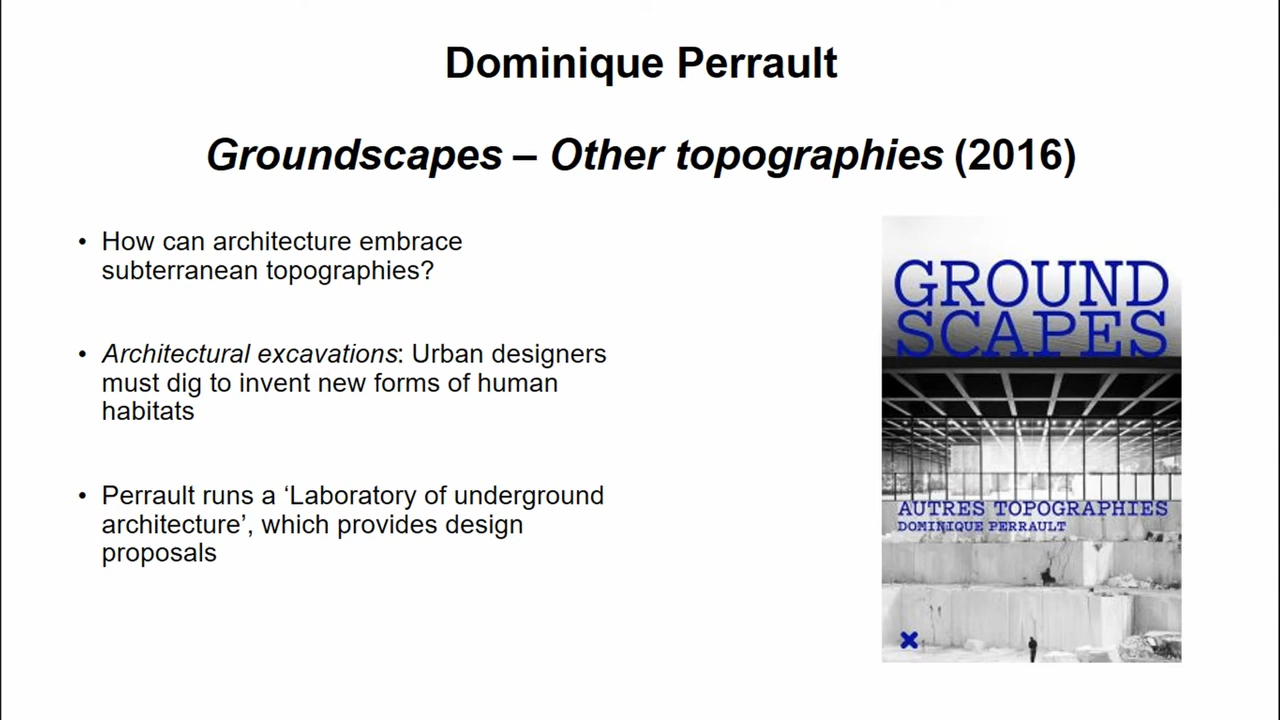 Dominique Perrault
Groundscapes – Other topographies (2016)
• How can architecture embrace
subterranean topographies?
• Architectural excavations: Urban designers
must dig to invent new forms of human
habitats
• Perrault runs a ‘Laboratory of underground
architecture’, which provides design
proposals
GROUND
SCAPES
AUTRES TOPOGRAPHIES
DOMINIQUE PERRAULT